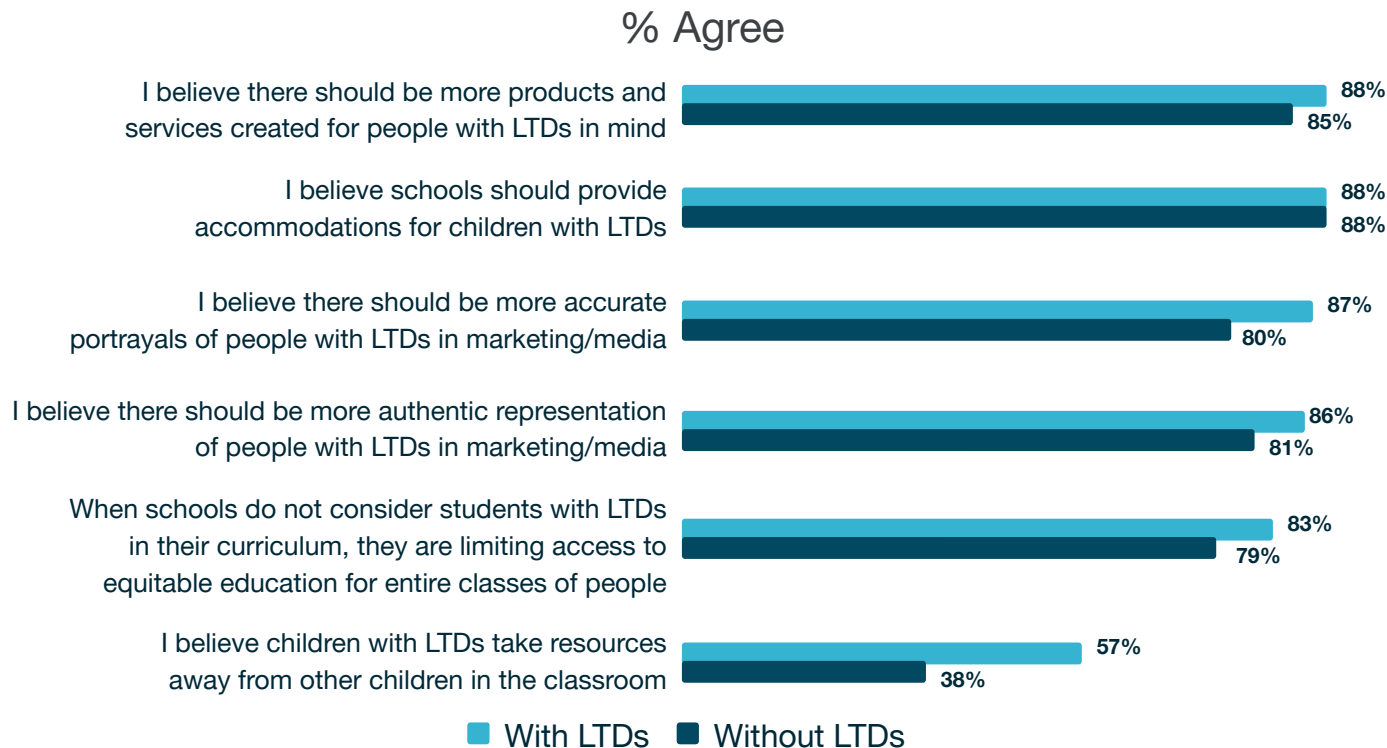 % Agree
I believe there should be more products and
services created for people with LTDs in mind
88%
85%
I believe schools should provide
accommodations for children with LTDs
88%
88%
I believe there should be more accurate
portrayals of people with LTDs in marketing/media
87%
80%
I believe there should be more authentic representation
of people with LTDs in marketing/media
86%
81%
When schools do not consider students with LTDs
in their curriculum, they are limiting access to
equitable education for entire classes of people
83%
79%
I believe children with LTDs take resources
away from other children in the classroom
57%
38%
With LTDs Without LTDs